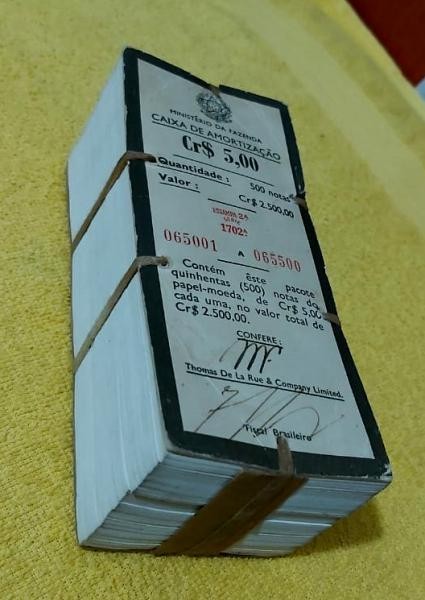 MINISTÉRIO DA FAZENDA
CAIXA DE AMORTIZAÇÃO
Cr$ 5,00
Quantidade : 500 notas
Valor : Cr$ 2.500,00
ESTAMPA 2ª
SÉRIE
1702ª
065001 A 065500
Contém êste pacote
quinhentas (500) notas do
papel-moeda, de Cr$ 5,00
cada uma, no valor total de
Cr$ 2.500,00.
CONFERE :
Thomas De La Rue & Company Limited.
Fiscal Brasileiro